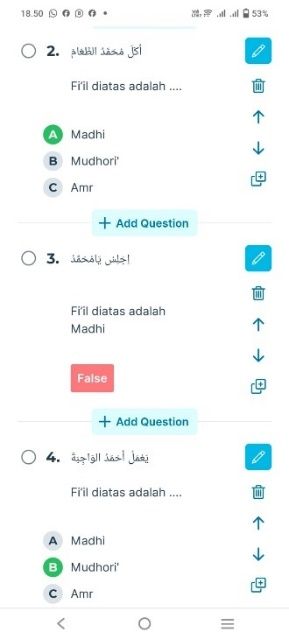 18.50 53%
2. أَكَلَ مُحَمَّدُ الطَّعَامَ
Fi'il diatas adalah ....
A Madhi
B Mudhori'
C Amr
+ Add Question
3. اِجْلِسْ يَامُحَمَّدُ
Fi'il diatas adalah
Madhi
False
+ Add Question
4. يَعْمَلُ أَحْمَدُ الوَاجِبَةَ
Fi'il diatas adalah ....
A Madhi
B Mudhori'
C Amr